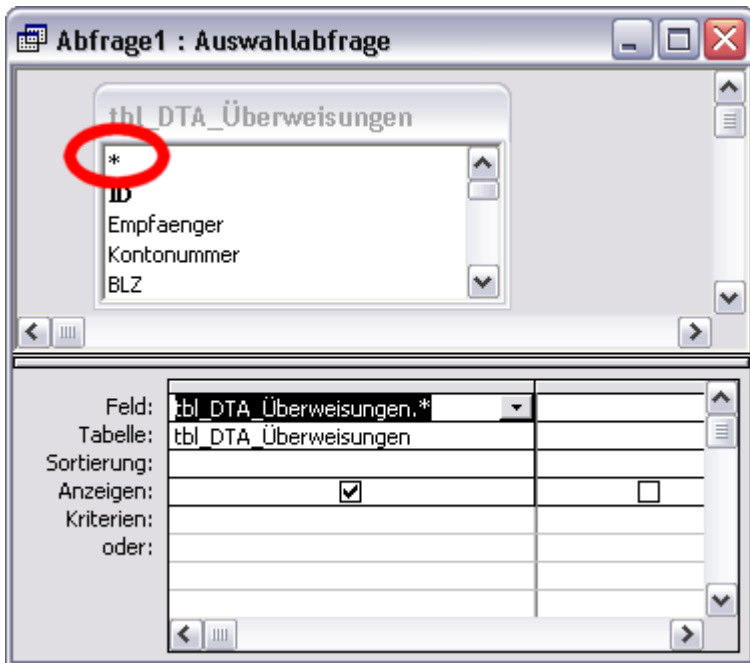 Abfrage1 : Auswahlabfrage
tbl_DTA_Überweisungen
*
ID
Empfaenger
Kontonummer
BLZ
Feld: tbl_DTA_Überweisungen.*
Tabelle: tbl_DTA_Überweisungen
Sortierung:
Anzeigen:
Kriterien:
oder: